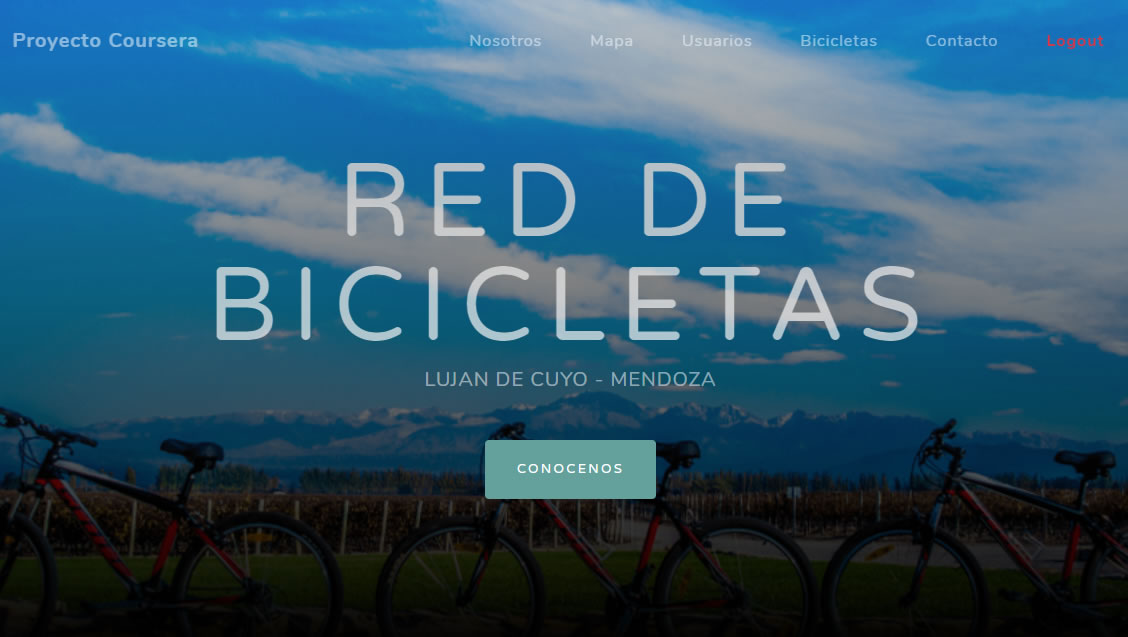 Proyecto Coursera
Nosotros Mapa Usuarios Bicicletas Contacto Logout
RED DE
BICICLETAS
LUJAN DE CUYO - MENDOZA
CONOCENOS